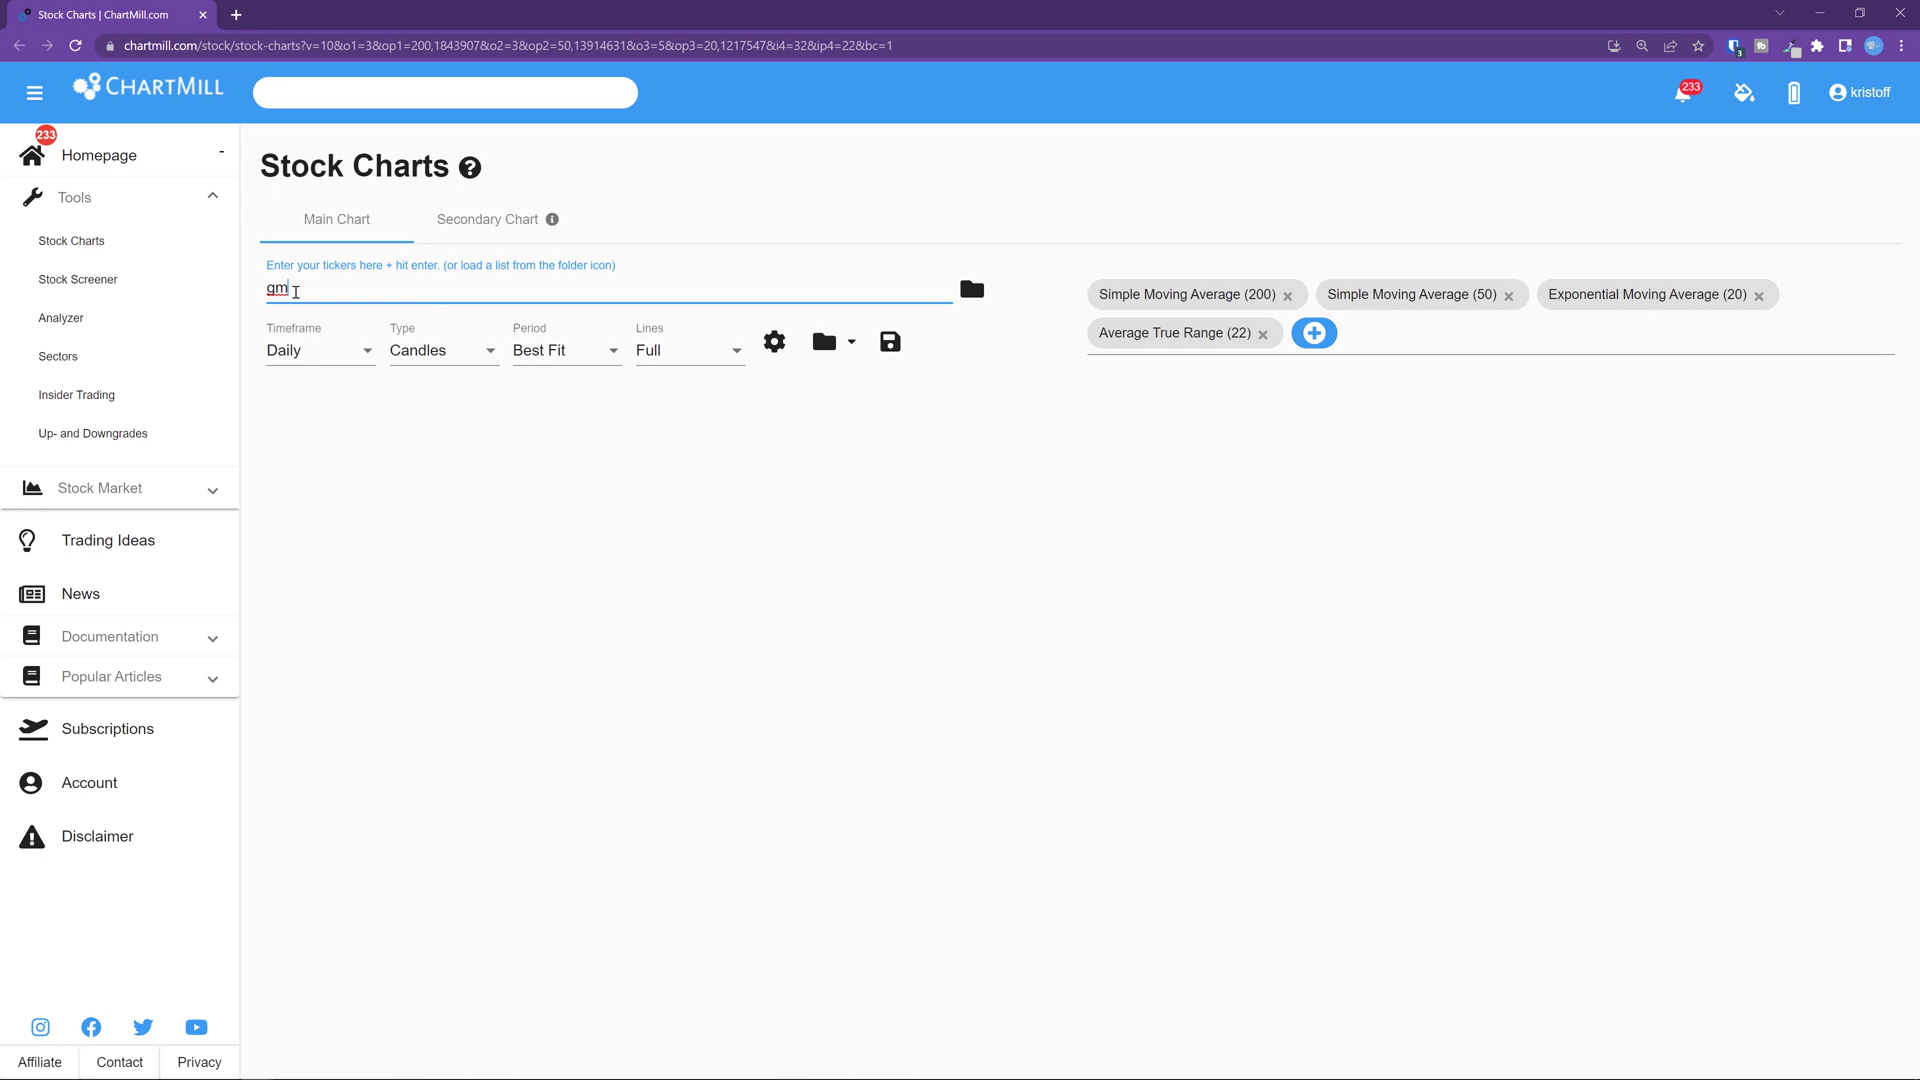 Stock Charts | ChartMill.com
chartmill.com/stock/stock-charts?v=10&o1=3&op1=200,1843907&o2=3&op2=50,13914631&o3=5&op3=20,1217547&i4=32&ip4=22&bc=1
3
CHARTMILL
233
kristoff
233
Homepage -
Tools
Stock Charts
Stock Screener
Analyzer
Sectors
Insider Trading
Up- and Downgrades
Stock Market
Trading Ideas
News
Documentation
Popular Articles
Subscriptions
Account
Disclaimer
Affiliate Contact Privacy
Stock Charts ?
Main Chart Secondary Chart
Enter your tickers here + hit enter. (or load a list from the folder icon)
gm
Timeframe Type Period Lines
Daily Candles Best Fit Full
Simple Moving Average (200) Simple Moving Average (50) Exponential Moving Average (20)
Average True Range (22)